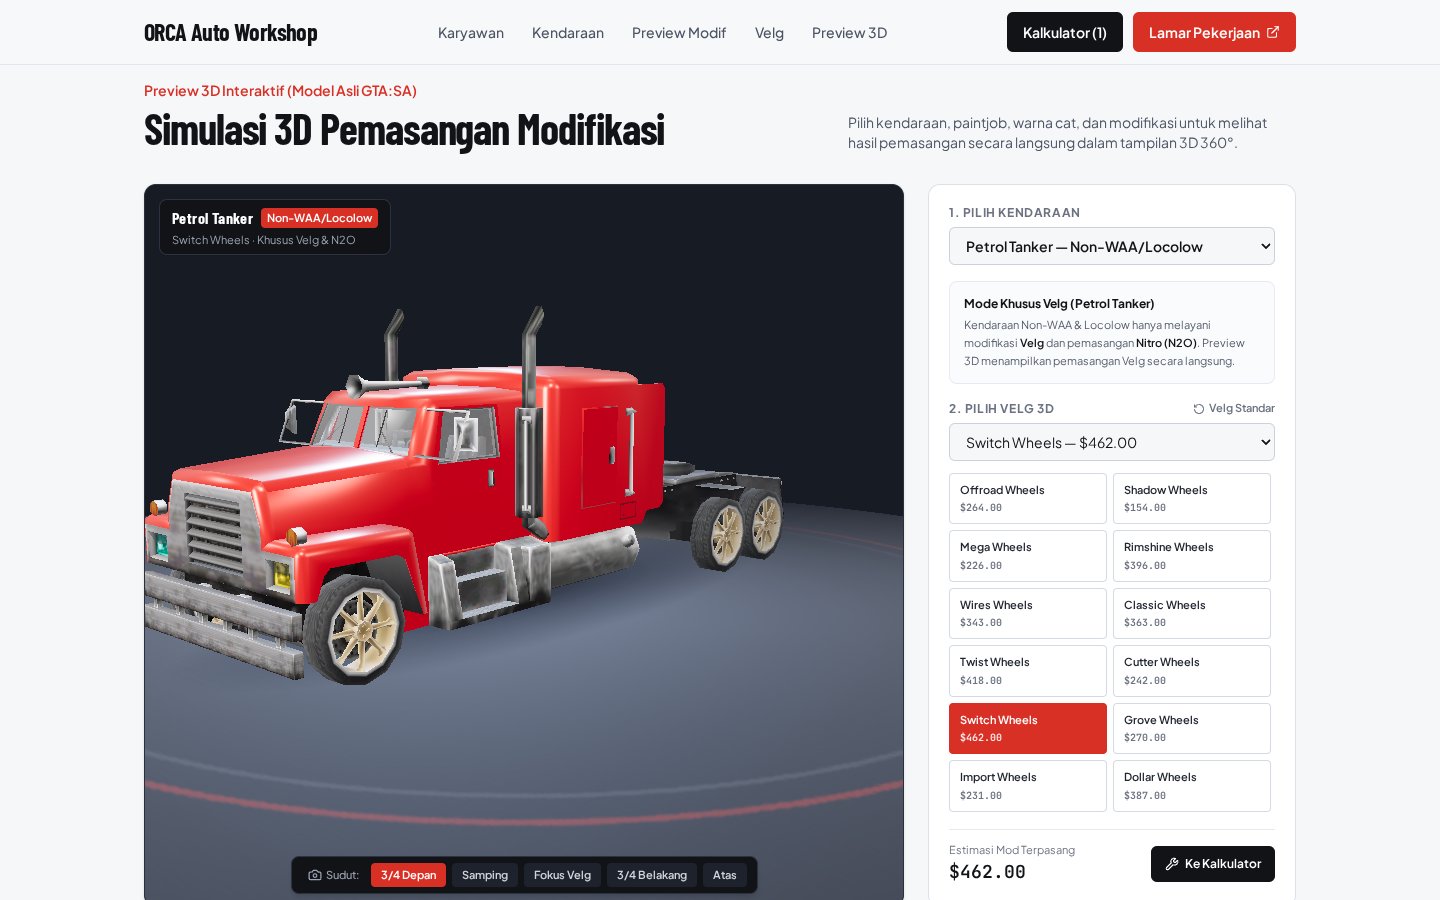 ORCA Auto Workshop
Karyawan
Kendaraan
Preview Modif
Velg
Preview 3D
Kalkulator (1)
Lamar Pekerjaan
Preview 3D Interaktif (Model Asli GTA:SA)
Simulasi 3D Pemasangan Modifikasi
Pilih kendaraan, paintjob, warna cat, dan modifikasi untuk melihat
hasil pemasangan secara langsung dalam tampilan 3D 360°.
Petrol Tanker
Non-WAA/Locolow
Switch Wheels · Khusus Velg & N2O
Sudut:
3/4 Depan
Samping
Fokus Velg
3/4 Belakang
Atas
1. PILIH KENDARAAN
Petrol Tanker — Non-WAA/Locolow
Mode Khusus Velg (Petrol Tanker)
Kendaraan Non-WAA & Locolow hanya melayani
modifikasi Velg dan pemasangan Nitro (N2O). Preview
3D menampilkan pemasangan Velg secara langsung.
2. PILIH VELG 3D
Velg Standar
Switch Wheels — $462.00
Offroad Wheels
$264.00
Shadow Wheels
$154.00
Mega Wheels
$226.00
Rimshine Wheels
$396.00
Wires Wheels
$343.00
Classic Wheels
$363.00
Twist Wheels
$418.00
Cutter Wheels
$242.00
Switch Wheels
$462.00
Grove Wheels
$270.00
Import Wheels
$231.00
Dollar Wheels
$387.00
Estimasi Mod Terpasang
$462.00
Ke Kalkulator